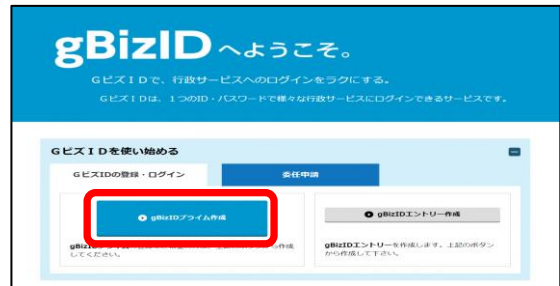 gBizIDへようこそ。
GビズIDで、行政サービスへのログインをラクにする。
GビズIDは、1つのID・パスワードで様々な行政サービスにログインできるサービスです。
GビズIDを使い始める
GビズIDの登録・ログイン
委任申請
gBizIDプライム作成
gBizIDエントリー作成
作成
してください。
gBizIDエントリーを作成します。上記のボタン
から作成して下さい。